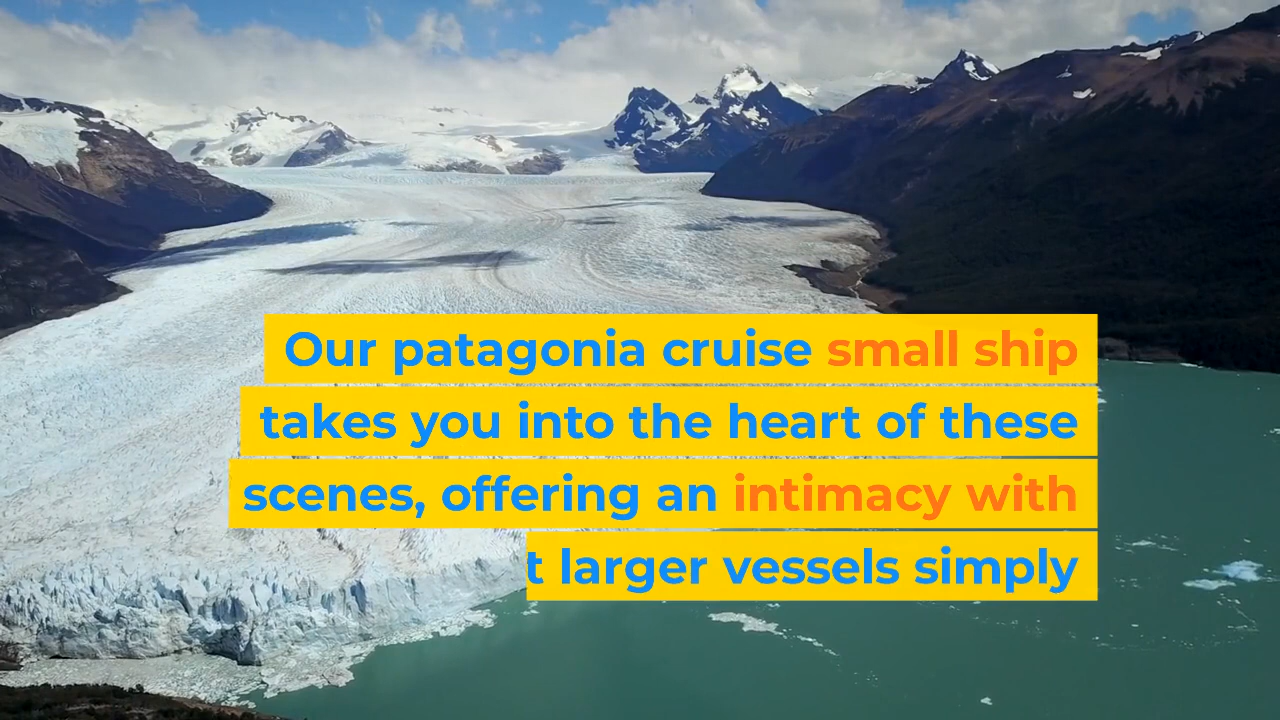 Our patagonia cruise small ship
takes you into the heart of these
scenes, offering an intimacy with
larger vessels simply